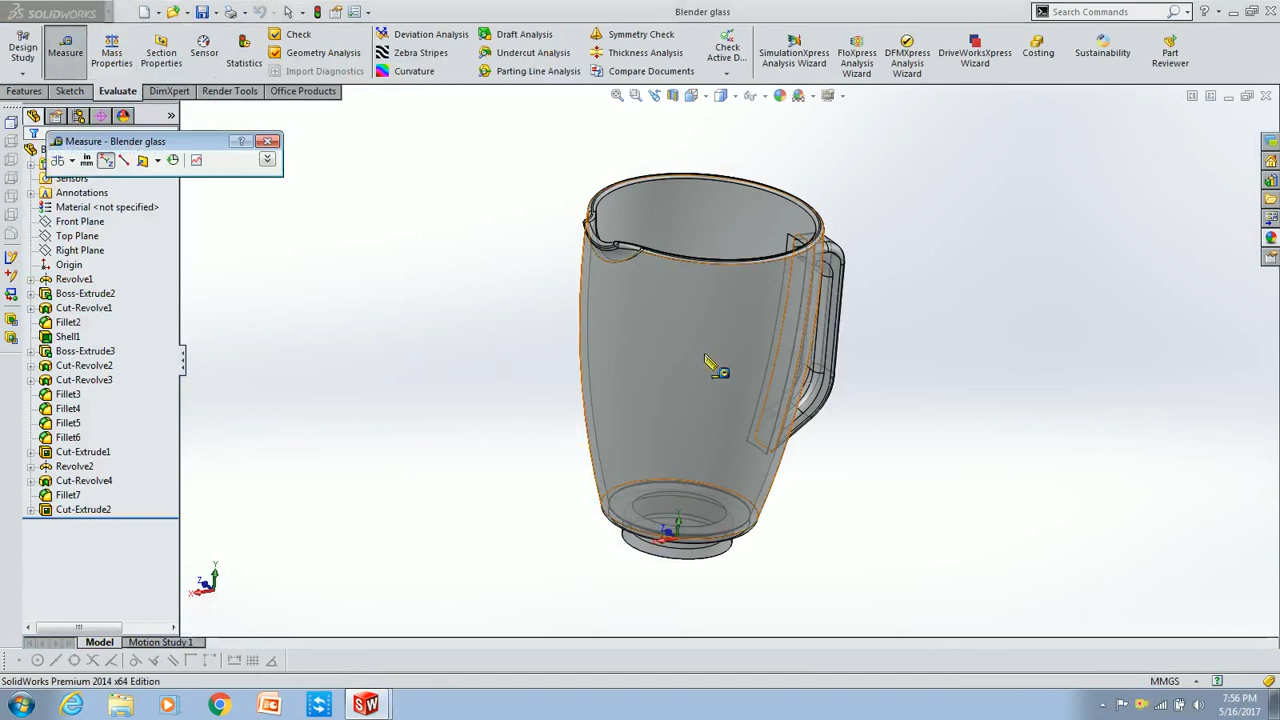 SOLIDWORKS
Blender glass
Search Commands
Design Study
Measure
Mass Properties
Section Properties
Sensor
Statistics
Check
Geometry Analysis
Import Diagnostics
Deviation Analysis
Zebra Stripes
Curvature
Draft Analysis
Undercut Analysis
Parting Line Analysis
Symmetry Check
Thickness Analysis
Compare Documents
Check Active D...
SimulationXpress Analysis Wizard
FloXpress Analysis Wizard
DFMXpress Analysis Wizard
DriveWorksXpress Wizard
Costing
Sustainability
Part Reviewer
Features
Sketch
Evaluate
DimXpert
Render Tools
Office Products
Measure - Blender glass
in
mm
Sensors
Annotations
Material <not specified>
Front Plane
Top Plane
Right Plane
Origin
Revolve1
Boss-Extrude2
Cut-Revolve1
Fillet2
Shell1
Boss-Extrude3
Cut-Revolve2
Cut-Revolve3
Fillet3
Fillet4
Fillet5
Fillet6
Cut-Extrude1
Revolve2
Cut-Revolve4
Fillet7
Cut-Extrude2
Y
Z
X
Y
Z
Model
Motion Study 1
SolidWorks Premium 2014 x64 Edition
MMGS
7:56 PM
5/16/2017